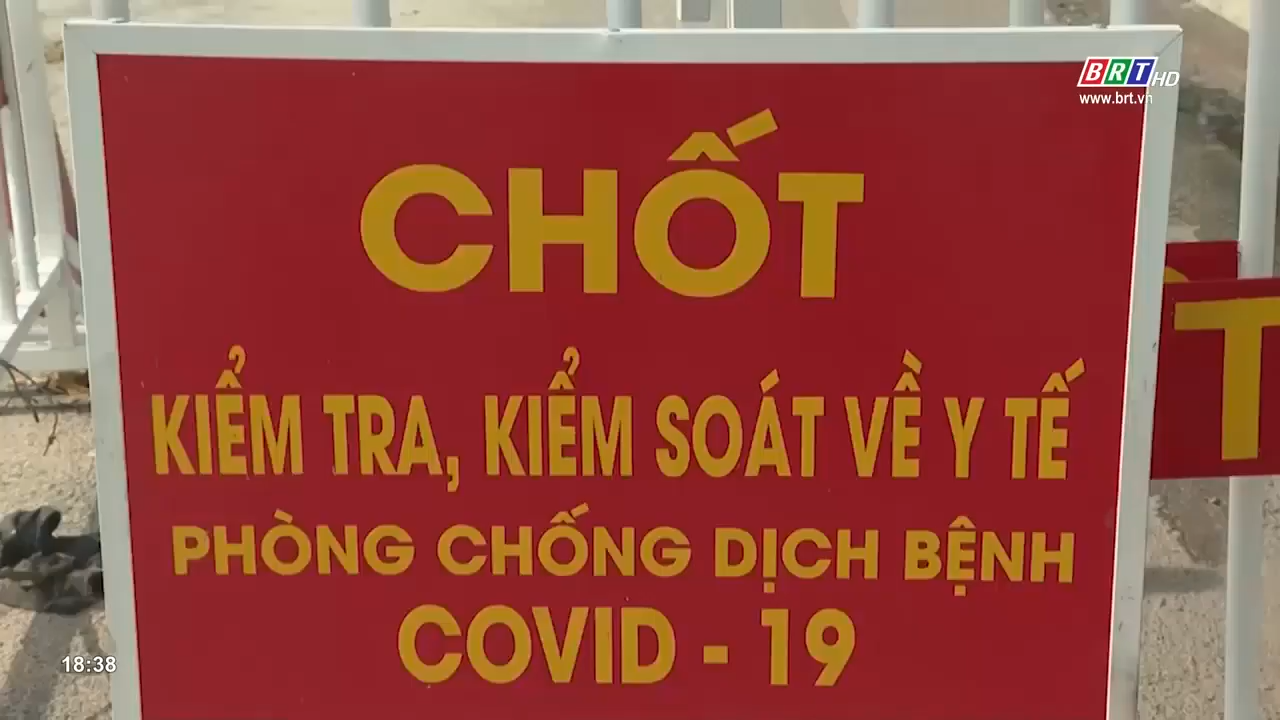 BRT HD
www.brt.vn
CHỐT
KIỂM TRA, KIỂM SOÁT VỀ Y TẾ
PHÒNG CHỐNG DỊCH BỆNH
COVID - 19
T
18:38